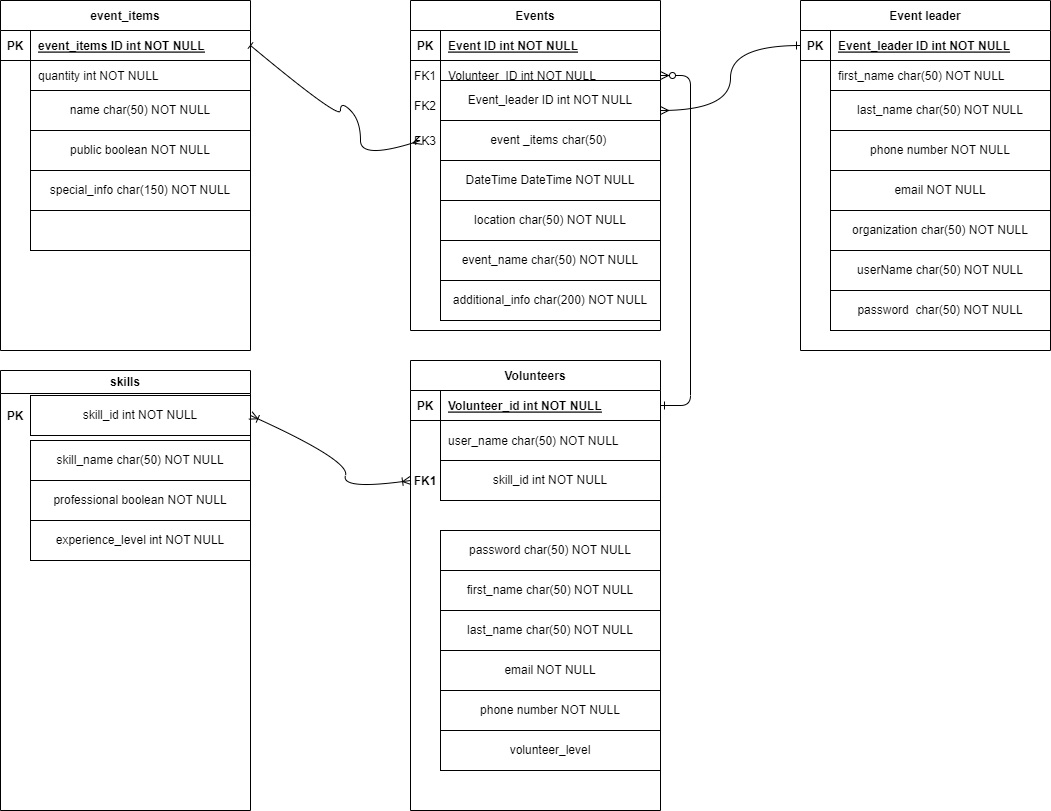 event_items
PK event_items ID int NOT NULL
quantity int NOT NULL
name char(50) NOT NULL
public boolean NOT NULL
special_info char(150) NOT NULL
Events
PK Event ID int NOT NULL
FK1 Volunteer_ID int NOT NULL
FK2 Event_leader ID int NOT NULL
FK3 event _items char(50)
DateTime DateTime NOT NULL
location char(50) NOT NULL
event_name char(50) NOT NULL
additional_info char(200) NOT NULL
Event leader
PK Event_leader ID int NOT NULL
first_name char(50) NOT NULL
last_name char(50) NOT NULL
phone number NOT NULL
email NOT NULL
organization char(50) NOT NULL
userName char(50) NOT NULL
password  char(50) NOT NULL
skills
PK skill_id int NOT NULL
skill_name char(50) NOT NULL
professional boolean NOT NULL
experience_level int NOT NULL
Volunteers
PK Volunteer_id int NOT NULL
user_name char(50) NOT NULL
FK1 skill_id int NOT NULL
password char(50) NOT NULL
first_name char(50) NOT NULL
last_name char(50) NOT NULL
email NOT NULL
phone number NOT NULL
volunteer_level